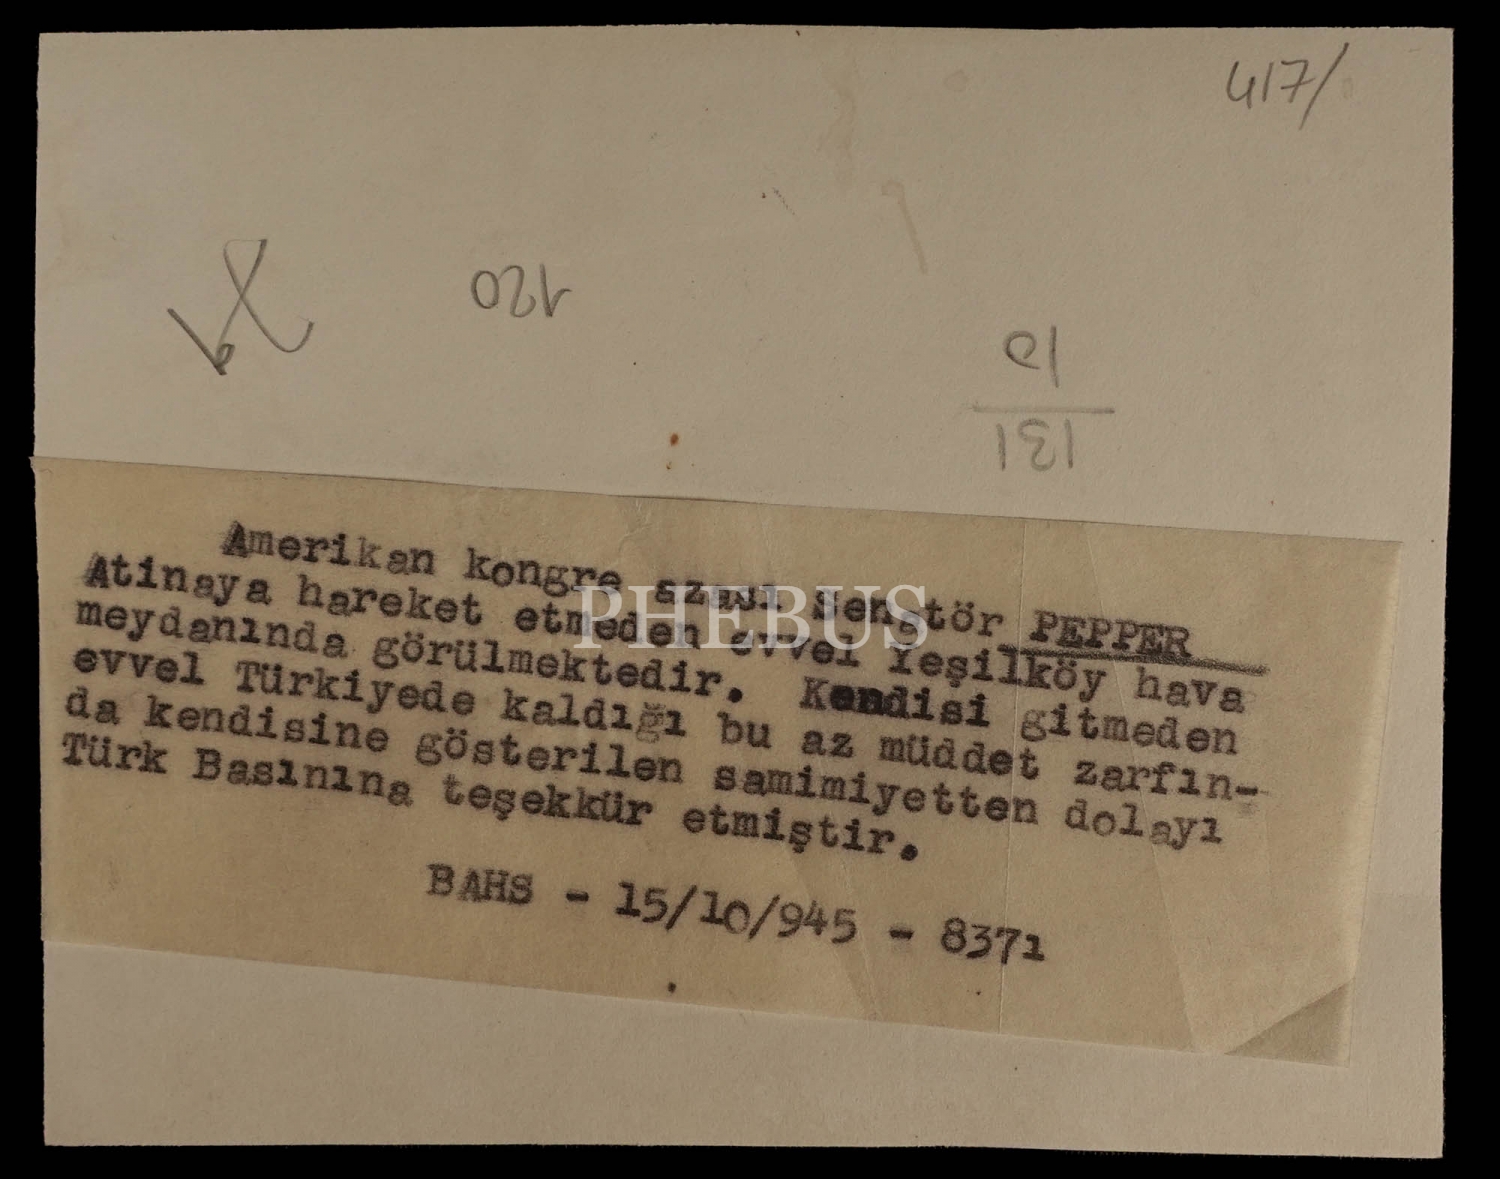 417/
120
131
10
Amerikan kongre azası Senatör PEPPER
Atinaya hareket etmeden evvel Yeşilköy hava
meydanında görülmektedir. Kendisi gitmeden
evvel Türkiyede kaldığı bu az müddet zarfın-
da kendisine gösterilen samimiyetten dolayı
Türk Basınına teşekkür etmiştir.
BAHS - 15/10/945 - 8371
PHEBUS